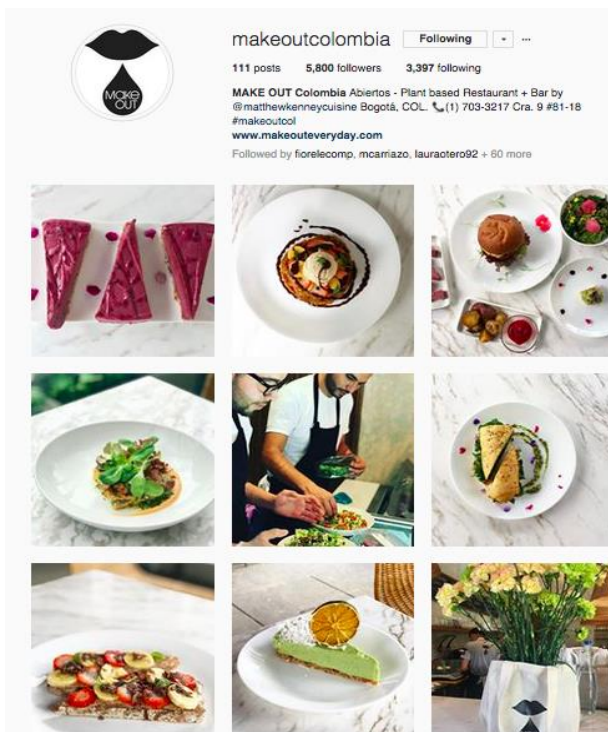 MAKE
OUT
makeoutcolombia Following ...
111 posts 5,800 followers 3,397 following
MAKE OUT Colombia Abiertos - Plant based Restaurant + Bar by
@matthewkenneycuisine Bogotá, COL. 📞(1) 703-3217 Cra. 9 #81-18
#makeoutcol
www.makeouteveryday.com
Followed by fiorelecomp, mcarriazo, lauraotero92 + 60 more